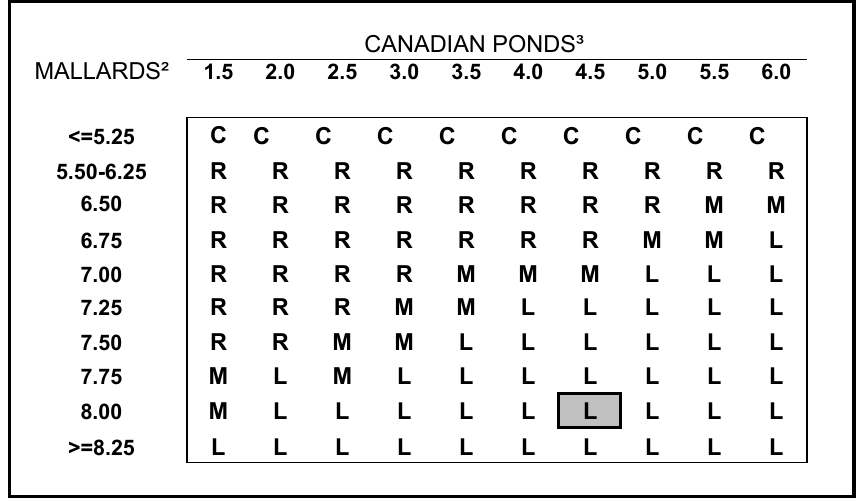 CANADIAN PONDS³
MALLARDS² 1.5 2.0 2.5 3.0 3.5 4.0 4.5 5.0 5.5 6.0
<=5.25 C C C C C C C C C C
5.50-6.25 R R R R R R R R R R
6.50 R R R R R R R R M M
6.75 R R R R R R R M M L
7.00 R R R R M M M L L L
7.25 R R R M M L L L L L
7.50 R R M M L L L L L L
7.75 M L M L L L L L L L
8.00 M L L L L L L L L L
>=8.25 L L L L L L L L L L